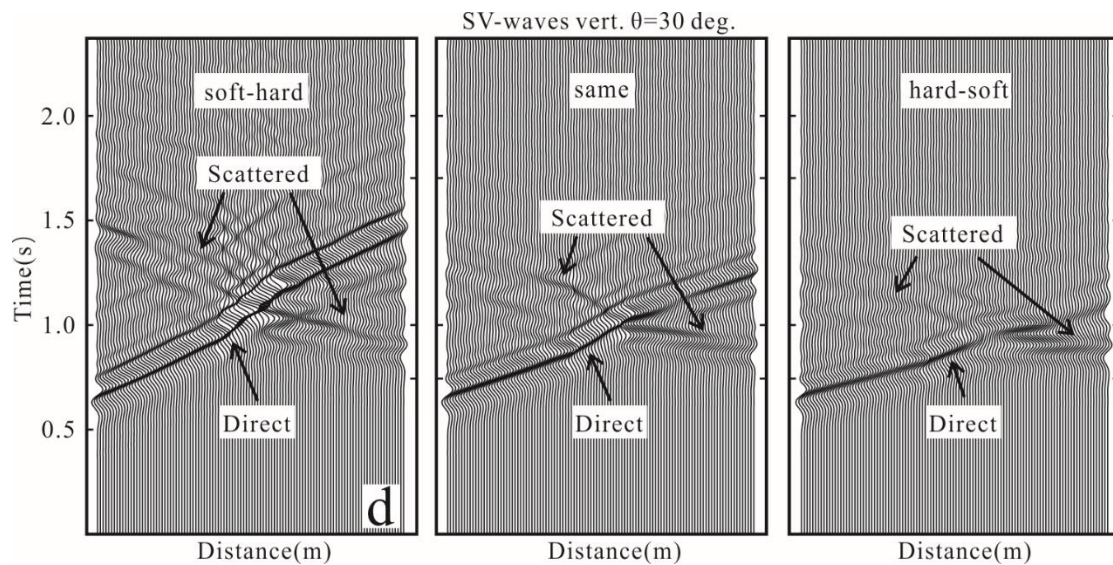 SV-waves vert. θ=30 deg.
soft-hard
same
hard-soft
2.0
Scattered
Scattered
Scattered
1.5
Time(s)
1.0
Direct
Direct
Direct
0.5
d
Distance(m)
Distance(m)
Distance(m)